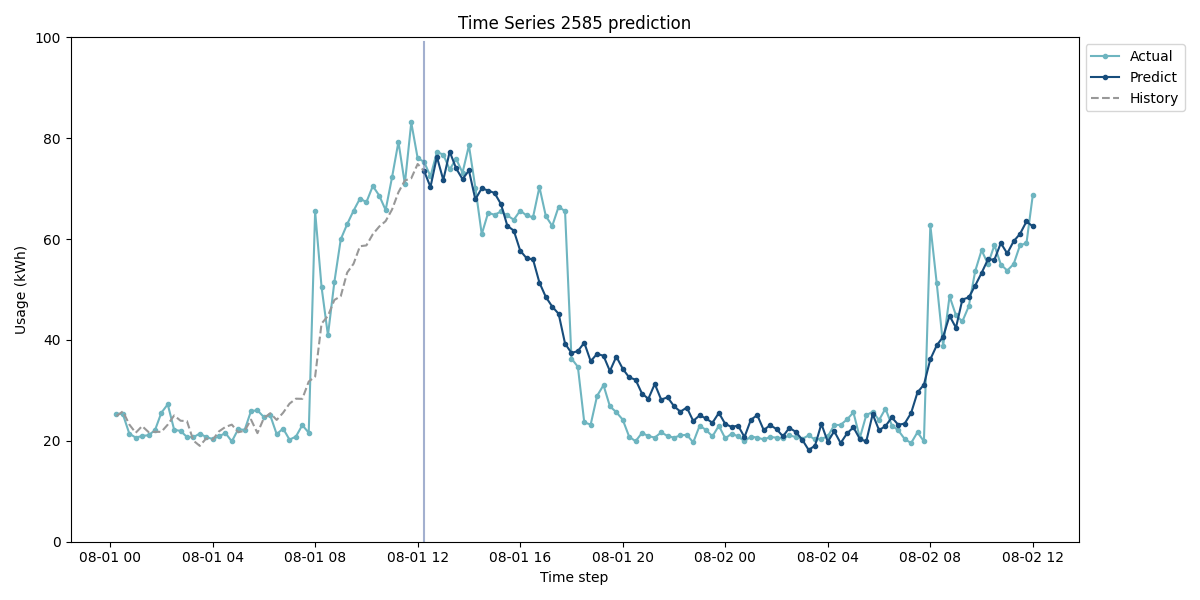 Time Series 2585 prediction
100
80
60
40
20
0
Usage (kWh)
08-01 00
08-01 04
08-01 08
08-01 12
08-01 16
08-01 20
08-02 00
08-02 04
08-02 08
08-02 12
Time step
Actual
Predict
History